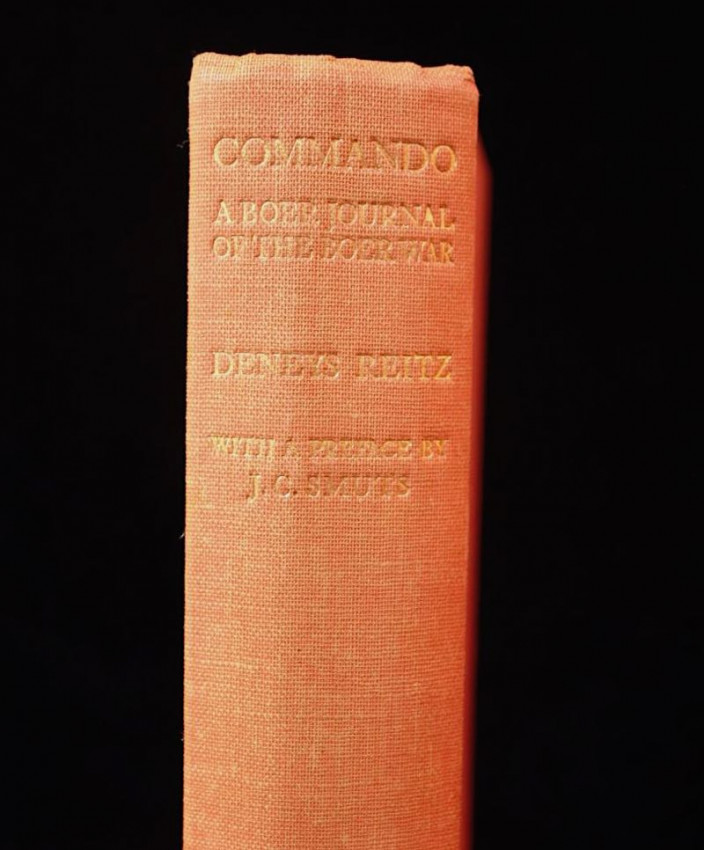 COMMANDO
A BOER JOURNAL
OF THE BOER WAR
DENEYS REITZ
WITH A PREFACE BY
J. C. SMUTS